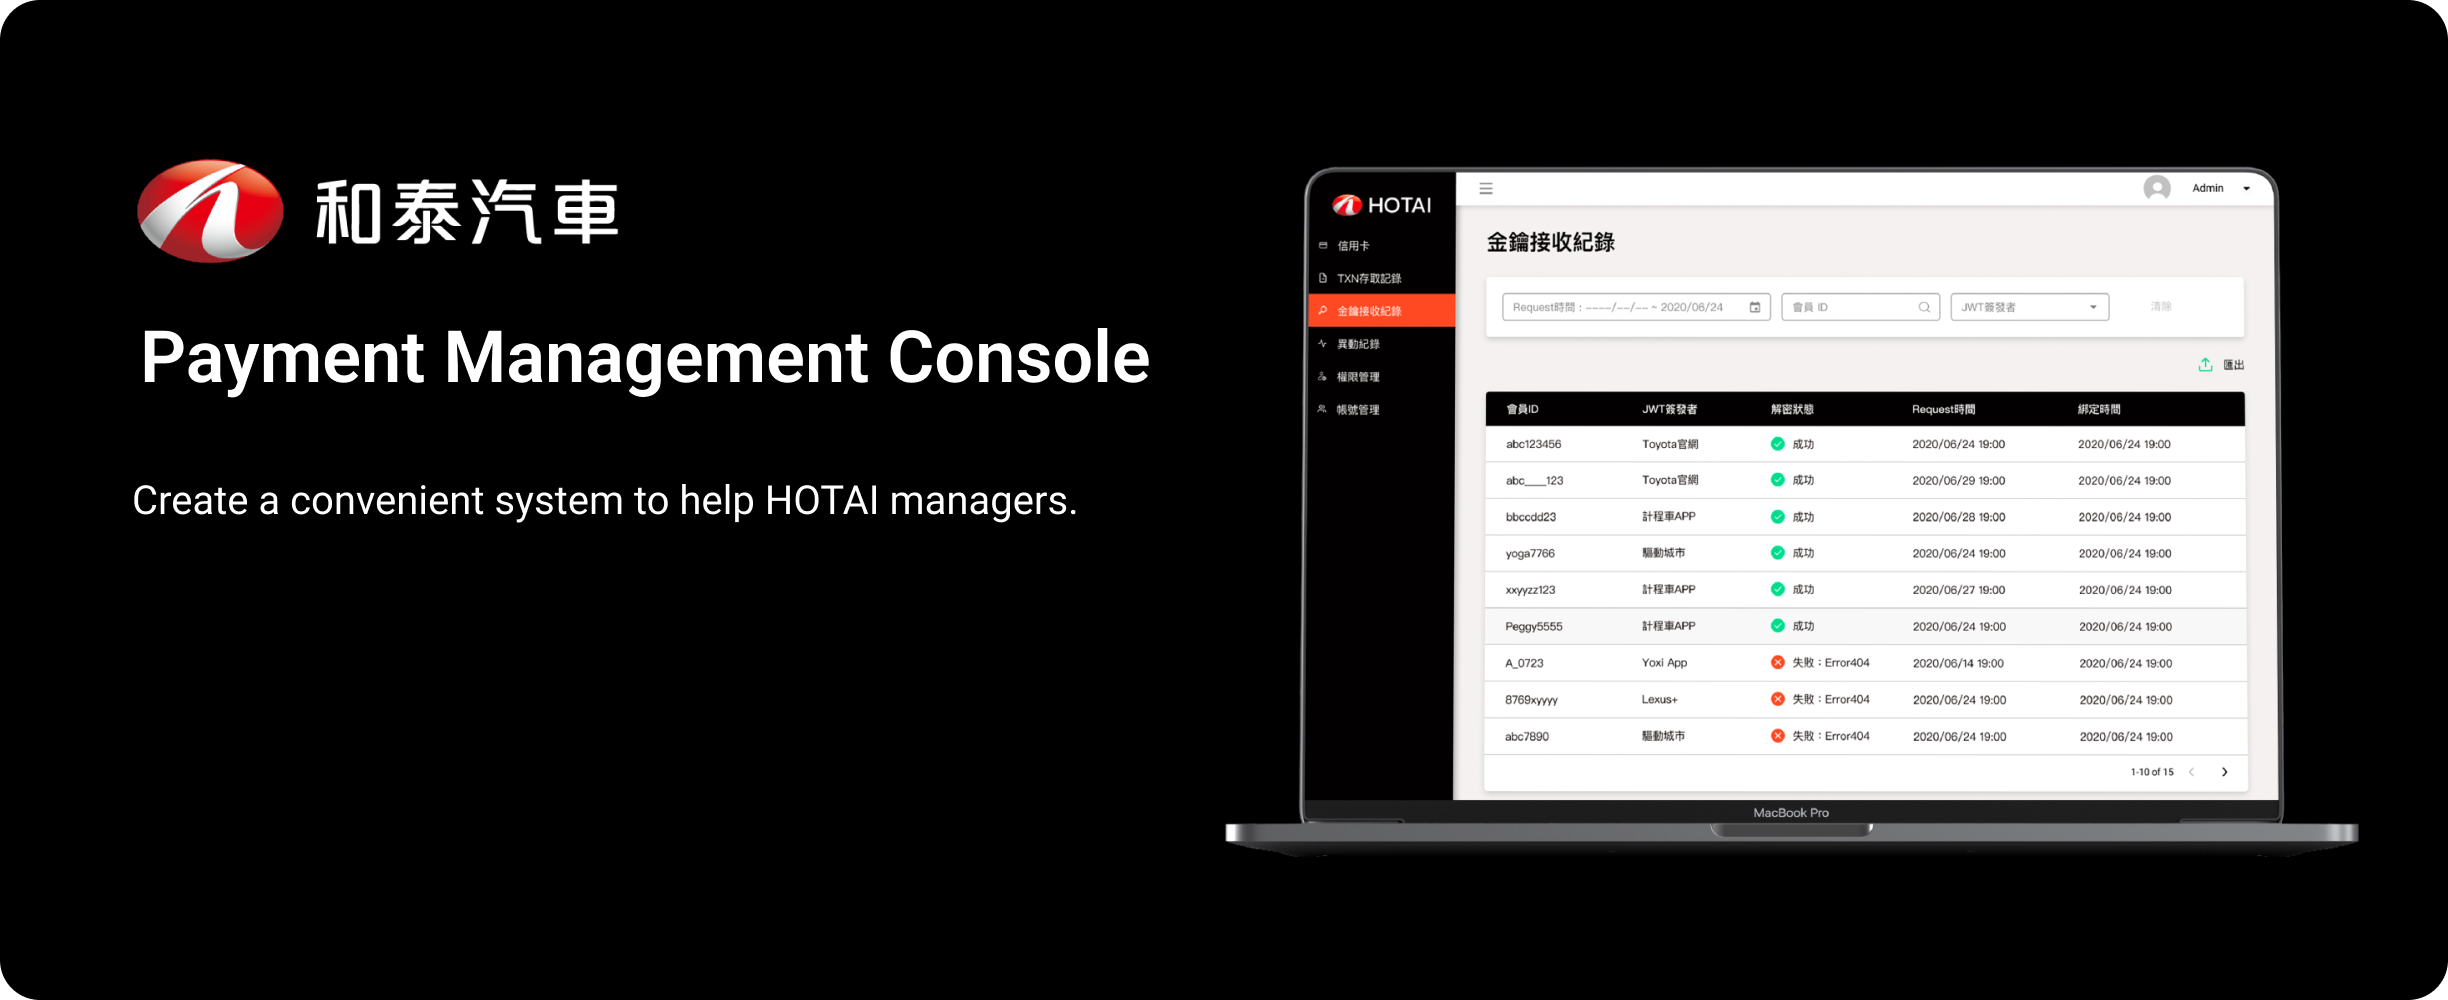 和泰汽車
Payment Management Console
Create a convenient system to help HOTAI managers.
HOTAI
信用卡
TXN存取記錄
金鑰接收紀錄
異動紀錄
權限管理
帳號管理
Admin
金鑰接收紀錄
Request時間：----/--/-- ~ 2020/06/24 會員 ID JWT簽發者 清除
匯出
會員ID JWT簽發者 解密狀態 Request時間 綁定時間
abc123456 Toyota官網 成功 2020/06/24 19:00 2020/06/24 19:00
abc___123 Toyota官網 成功 2020/06/29 19:00 2020/06/24 19:00
bbccdd23 計程車APP 成功 2020/06/28 19:00 2020/06/24 19:00
yoga7766 驅動城市 成功 2020/06/24 19:00 2020/06/24 19:00
xxyyzz123 計程車APP 成功 2020/06/27 19:00 2020/06/24 19:00
Peggy5555 計程車APP 成功 2020/06/24 19:00 2020/06/24 19:00
A_0723 Yoxi App 失敗：Error404 2020/06/14 19:00 2020/06/24 19:00
8769xyyyy Lexus+ 失敗：Error404 2020/06/24 19:00 2020/06/24 19:00
abc7890 驅動城市 失敗：Error404 2020/06/24 19:00 2020/06/24 19:00
1-10 of 15
MacBook Pro